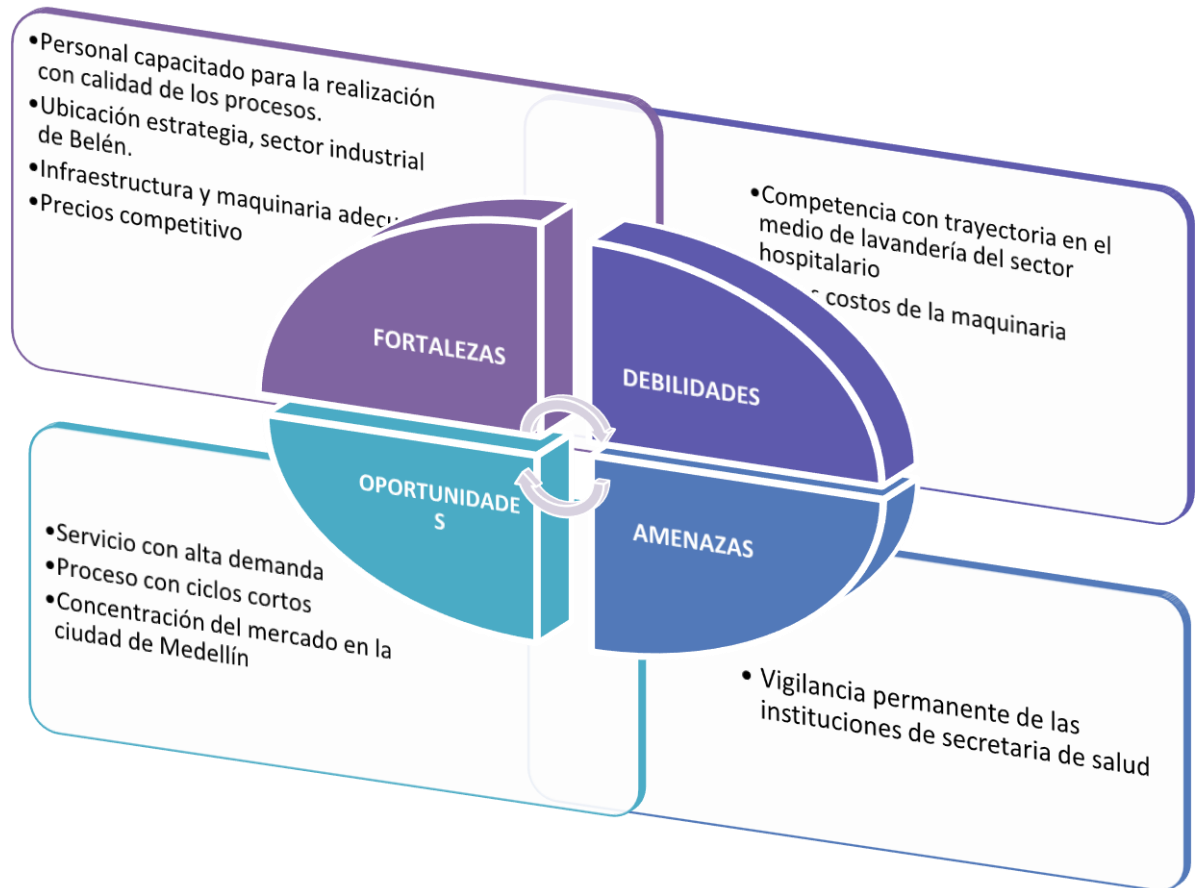 •Personal capacitado para la realización
con calidad de los procesos.
•Ubicación estrategia, sector industrial
de Belén.
•Infraestructura y maquinaria
•Precios competitivo
•Competencia con trayectoria en el
medio de lavandería del sector
hospitalario
costos de la maquinaria
FORTALEZAS
DEBILIDADES
OPORTUNIDADE
S
AMENAZAS
•Servicio con alta demanda
•Proceso con ciclos cortos
•Concentración del mercado en la
ciudad de Medellín
• Vigilancia permanente de las
instituciones de secretaria de salud